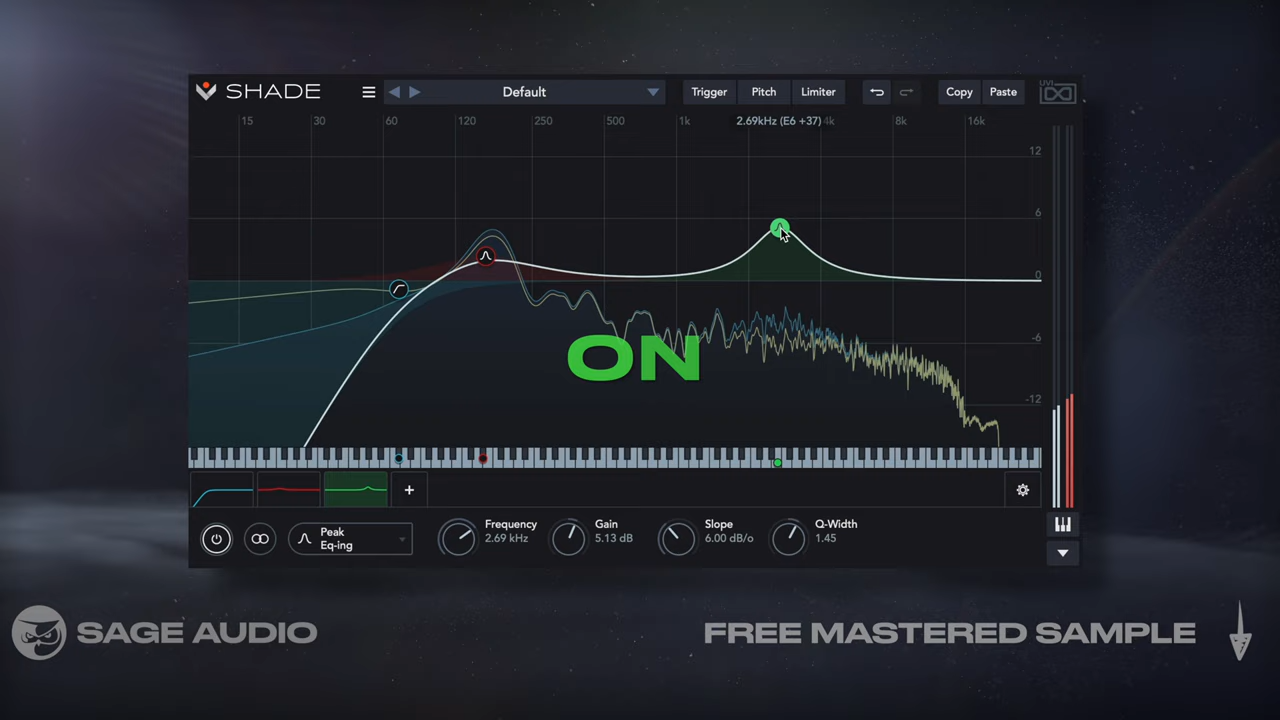 SHADE
Default
Trigger
Pitch
Limiter
Copy
Paste
UVI
15 30 60 120 250 500 1k 2.69kHz (E6 +37) 4k 8k 16k
12
6
0
-6
-12
ON
+
Peak
Eq-ing
Frequency
2.69 kHz
Gain
5.13 dB
Slope
6.00 dB/o
Q-Width
1.45
SAGE AUDIO
FREE MASTERED SAMPLE